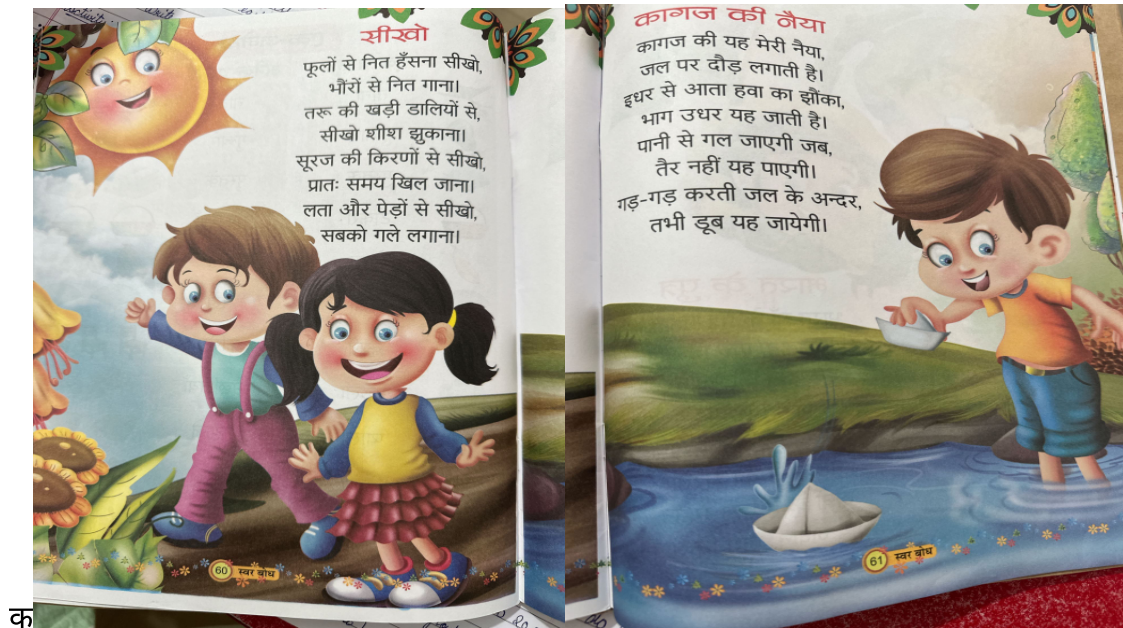 सीखो
फूलों से नित हँसना सीखो,
भौंरों से नित गाना।
तरू की खड़ी डालियों से,
सीखो शीश झुकाना।
सूरज की किरणों से सीखो,
प्रातः समय खिल जाना।
लता और पेड़ों से सीखो,
सबको गले लगाना।
60 स्वर बोध
कागज की नैया
कागज की यह मेरी नैया,
जल पर दौड़ लगाती है।
इधर से आता हवा का झौंका,
भाग उधर यह जाती है।
पानी से गल जाएगी जब,
तैर नहीं यह पाएगी।
गड़-गड़ करती जल के अन्दर,
तभी डूब यह जायेगी।
61 स्वर बोध
क